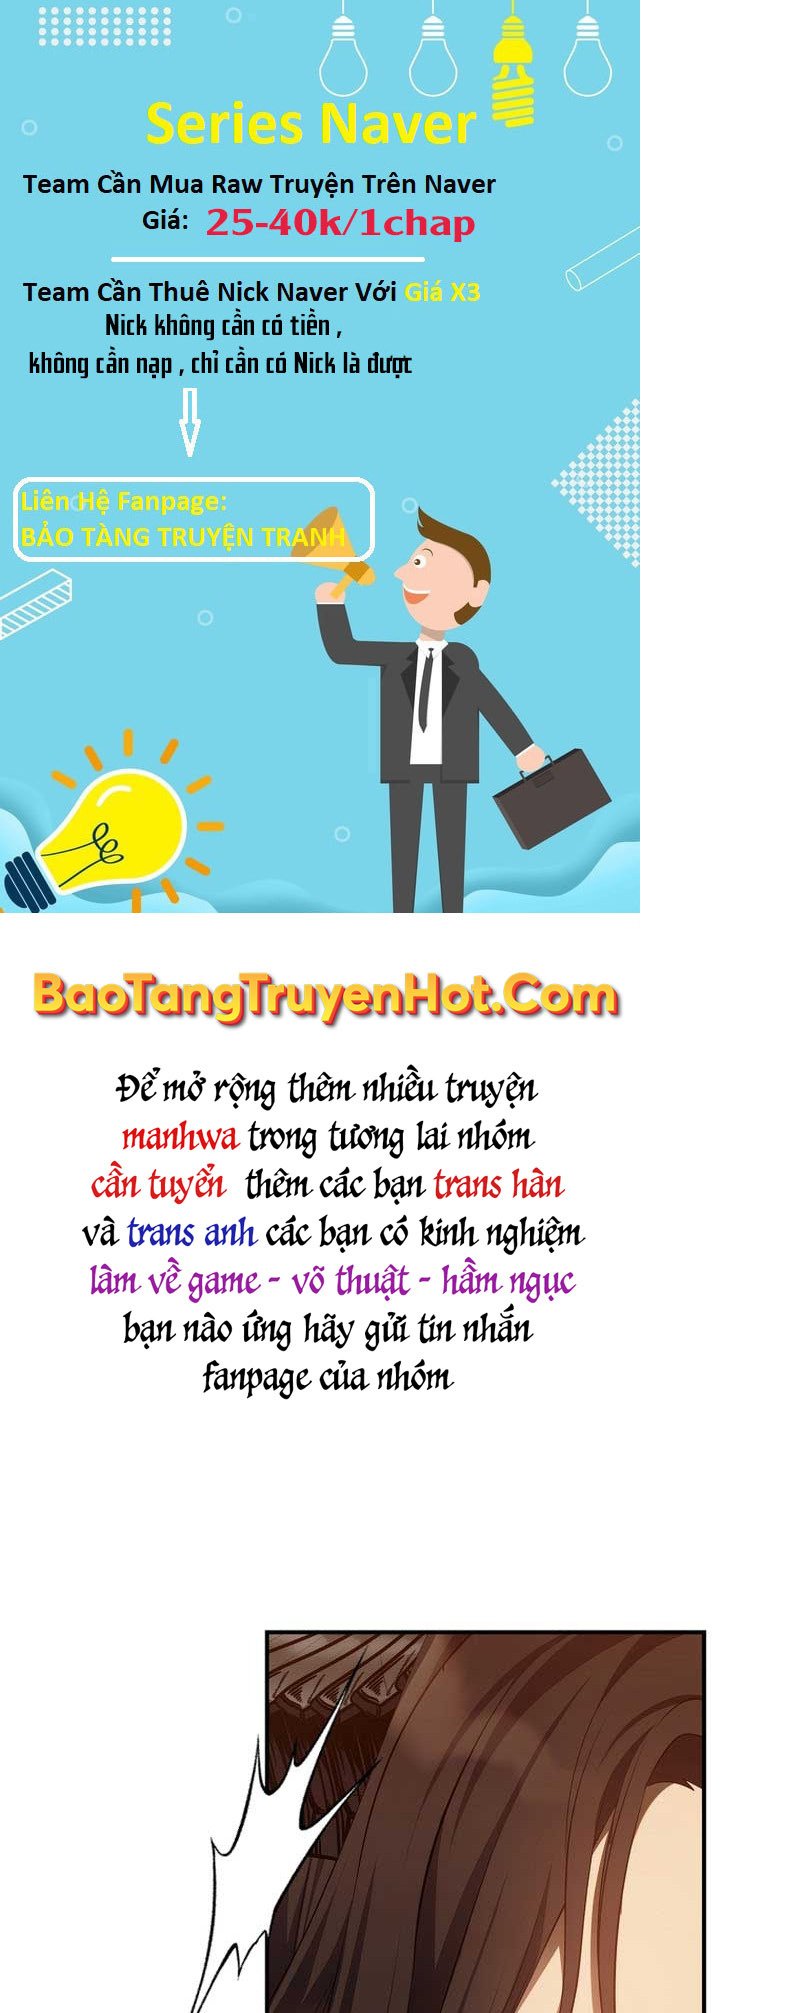 Series Naver
Team Cần Mua Raw Truyện Trên Naver
Giá: 25-40k/1chap
Team Cần Thuê Nick Naver Với Giá X3
Nick không cần có tiền ,
không cần nạp , chỉ cần có Nick là được
Liên Hệ Fanpage:
BẢO TÀNG TRUYỆN TRANH
BaoTangTruyenHot.Com
Để mở rộng thêm nhiều truyện
manhwa trong tương lai nhóm
cần tuyển thêm các bạn trans hàn
và trans anh các bạn có kinh nghiệm
làm về game - võ thuật - hầm ngục
bạn nào ứng hãy gửi tin nhắn
fanpage của nhóm